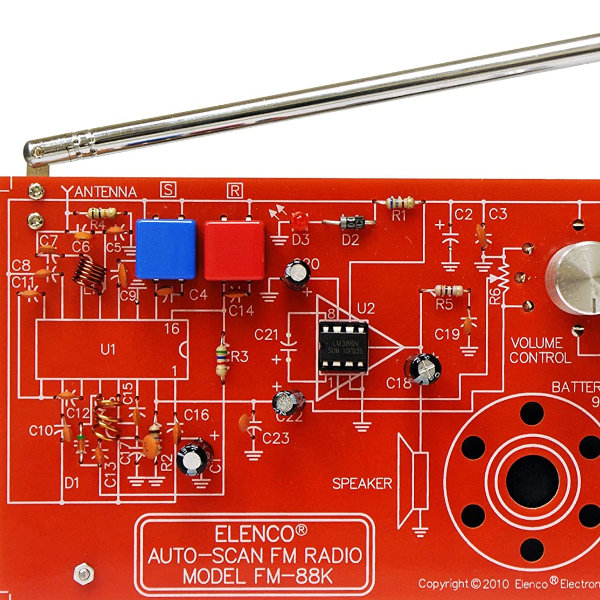 ANTENNA
S
R
R4
C6
C5
C7
C8
C11
C9
C4
C14
D3
D2
R1
C2
C3
R6
20
U2
R5
C19
C21
8
LM386N
1
C18
VOLUME
CONTROL
16
U1
1
R3
BATTER
9
C12
C15
C16
C10
R2
C22
C23
D1
C13
C1
SPEAKER
ELENCO®
AUTO-SCAN FM RADIO
MODEL FM-88K
Copyright © 2010 Elenco® Electron